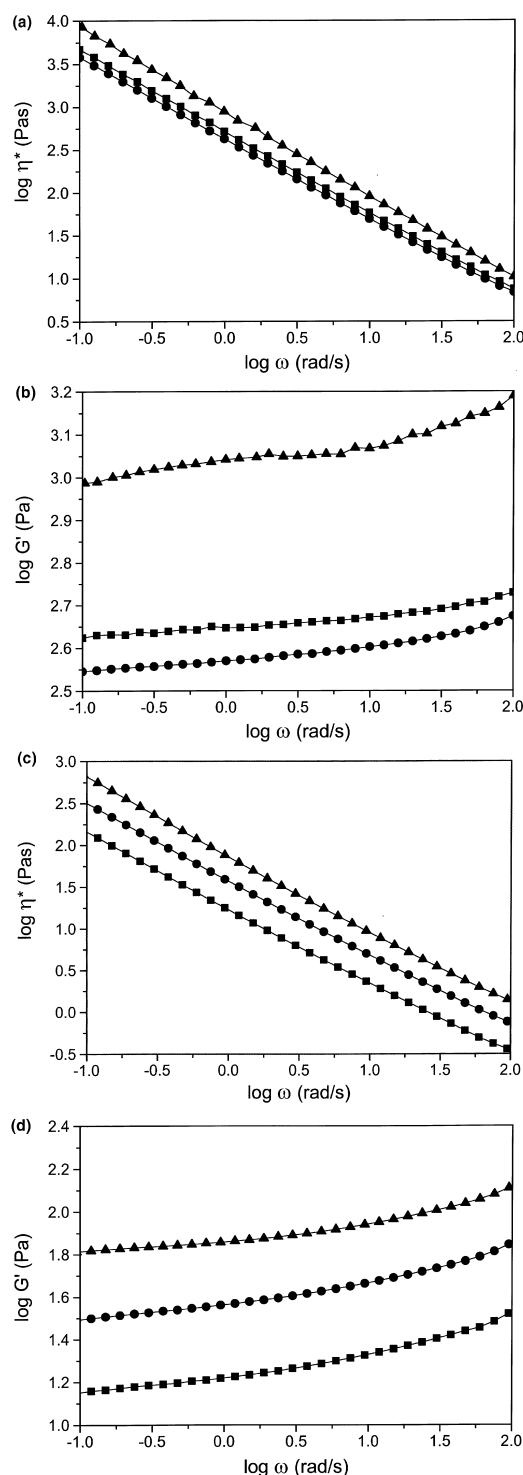 (a)
4.0
3.5
3.0
2.5
2.0
1.5
1.0
0.5
log η* (Pas)
-1.0 -0.5 0.0 0.5 1.0 1.5 2.0
log ω (rad/s)
(b)
3.2
3.1
3.0
2.9
2.8
2.7
2.6
2.5
log G' (Pa)
-1.0 -0.5 0.0 0.5 1.0 1.5 2.0
log ω (rad/s)
(c)
3.0
2.5
2.0
1.5
1.0
0.5
0.0
-0.5
log η* (Pas)
-1.0 -0.5 0.0 0.5 1.0 1.5 2.0
log ω (rad/s)
(d)
2.4
2.2
2.0
1.8
1.6
1.4
1.2
1.0
log G' (Pa)
-1.0 -0.5 0.0 0.5 1.0 1.5 2.0
log ω (rad/s)